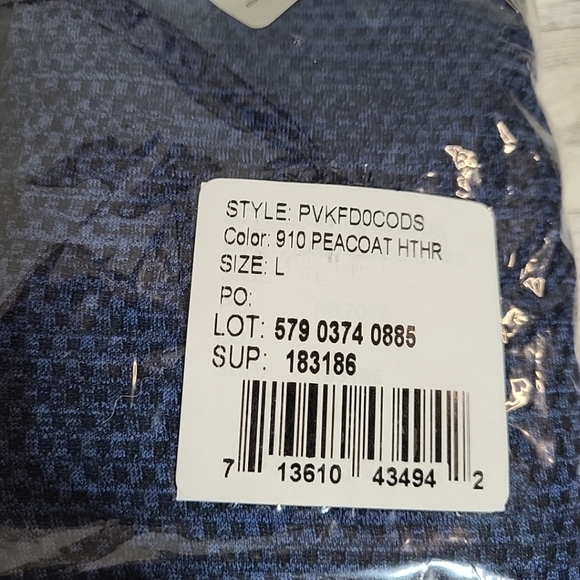 STYLE: PVKFD0CODS
Color: 910 PEACOAT HTHR
SIZE: L
PO:
LOT: 579 0374 0885
SUP: 183186
7 13610 43494 2